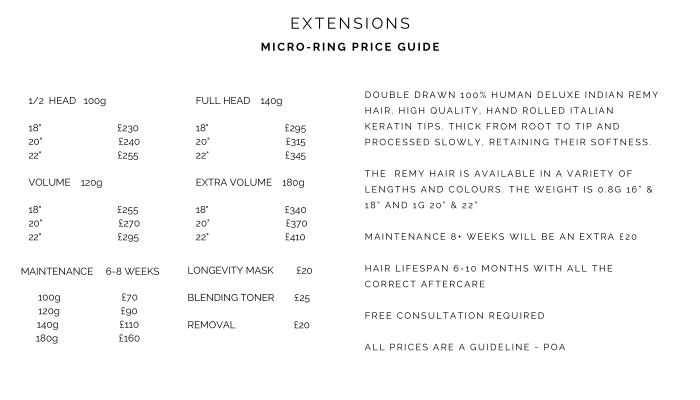 EXTENSIONS
MICRO-RING PRICE GUIDE
1/2 HEAD 100g
18" £230
20" £240
22" £255
FULL HEAD 140g
18" £295
20" £315
22" £345
VOLUME 120g
18" £255
20" £270
22" £295
EXTRA VOLUME 180g
18" £340
20" £370
22" £410
MAINTENANCE 6-8 WEEKS
100g £70
120g £90
140g £110
180g £160
LONGEVITY MASK £20
BLENDING TONER £25
REMOVAL £20
DOUBLE DRAWN 100% HUMAN DELUXE INDIAN REMY
HAIR. HIGH QUALITY, HAND ROLLED ITALIAN
KERATIN TIPS. THICK FROM ROOT TO TIP AND
PROCESSED SLOWLY, RETAINING THEIR SOFTNESS.
THE REMY HAIR IS AVAILABLE IN A VARIETY OF
LENGTHS AND COLOURS. THE WEIGHT IS 0.8G 16" &
18" AND 1G 20" & 22"
MAINTENANCE 8+ WEEKS WILL BE AN EXTRA £20
HAIR LIFESPAN 6-10 MONTHS WITH ALL THE
CORRECT AFTERCARE
FREE CONSULTATION REQUIRED
ALL PRICES ARE A GUIDELINE - POA